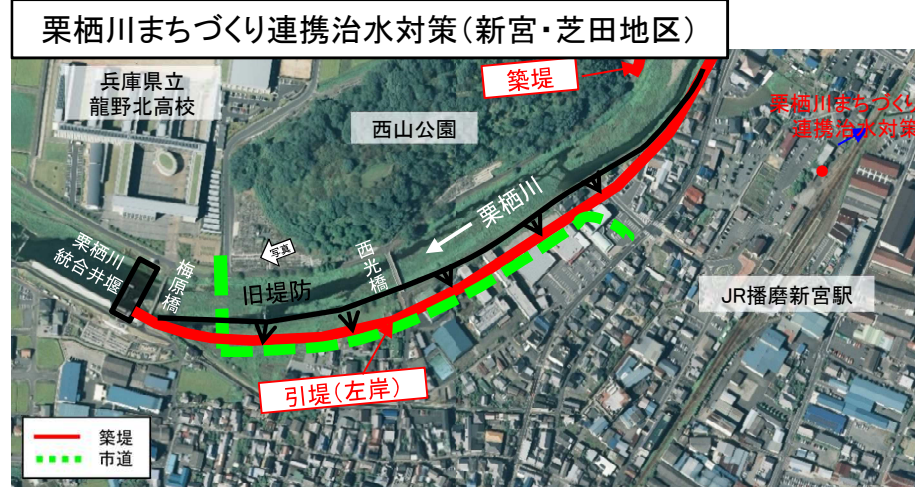 栗栖川まちづくり連携治水対策(新宮・芝田地区)
兵庫県立
龍野北高校
築堤
西山公園
栗栖川まちづくり
連携治水対策
栗栖川
写真
栗栖川
統合井堰
梅原橋
旧堤防
西光橋
JR播磨新宮駅
引堤(左岸)
築堤
市道